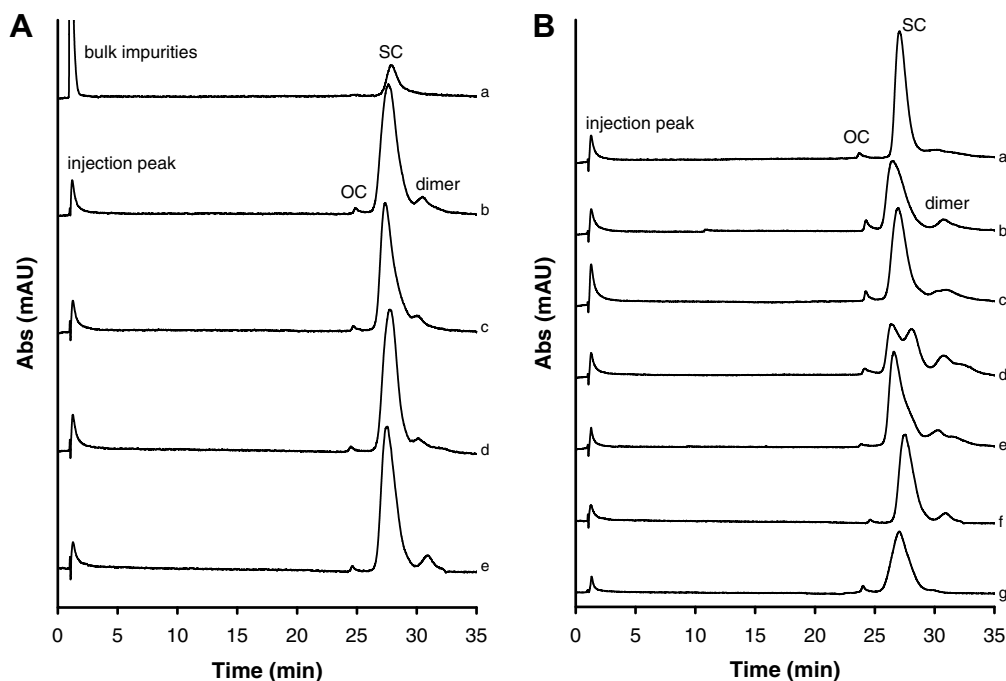 A
bulk impurities
SC
a
injection peak
OC
dimer
b
c
d
e
Abs (mAU)
0 5 10 15 20 25 30 35
Time (min)
B
SC
injection peak
OC
a
dimer
b
c
d
e
f
g
Abs (mAU)
0 5 10 15 20 25 30 35
Time (min)